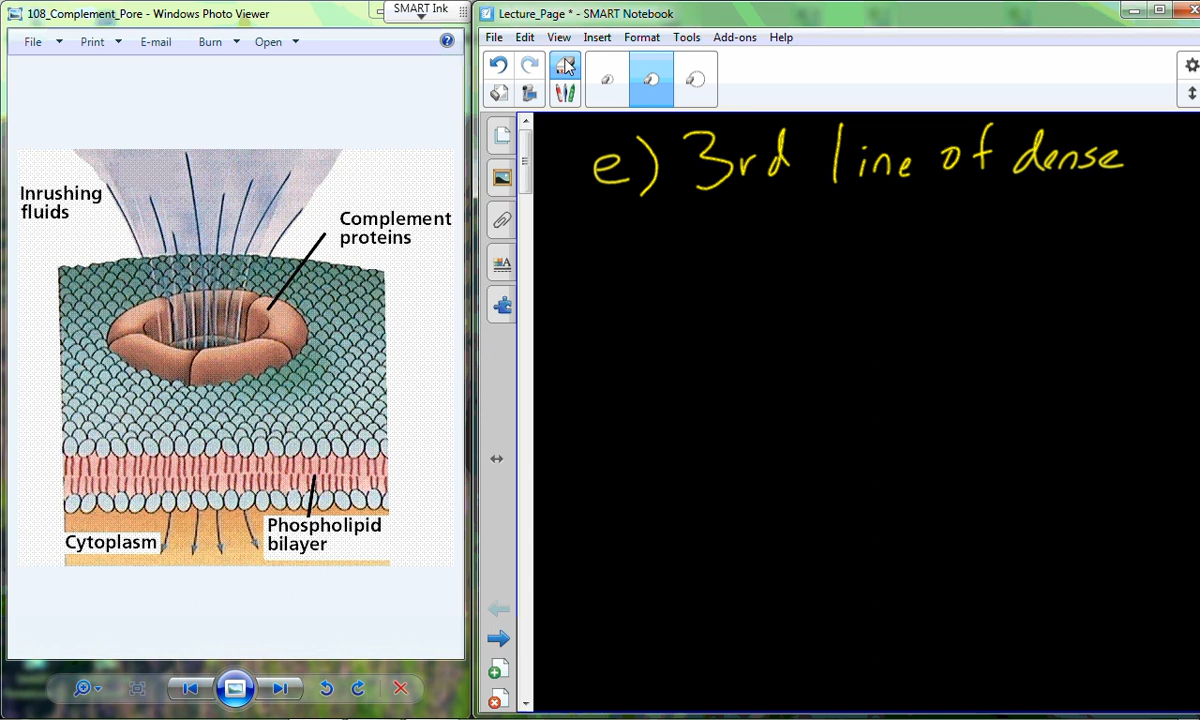 108_Complement_Pore - Windows Photo Viewer
SMART Ink
File Print E-mail Burn Open
Inrushing
fluids
Complement
proteins
Phospholipid
bilayer
Cytoplasm
Lecture_Page * - SMART Notebook
File Edit View Insert Format Tools Add-ons Help
e) 3rd line of dense